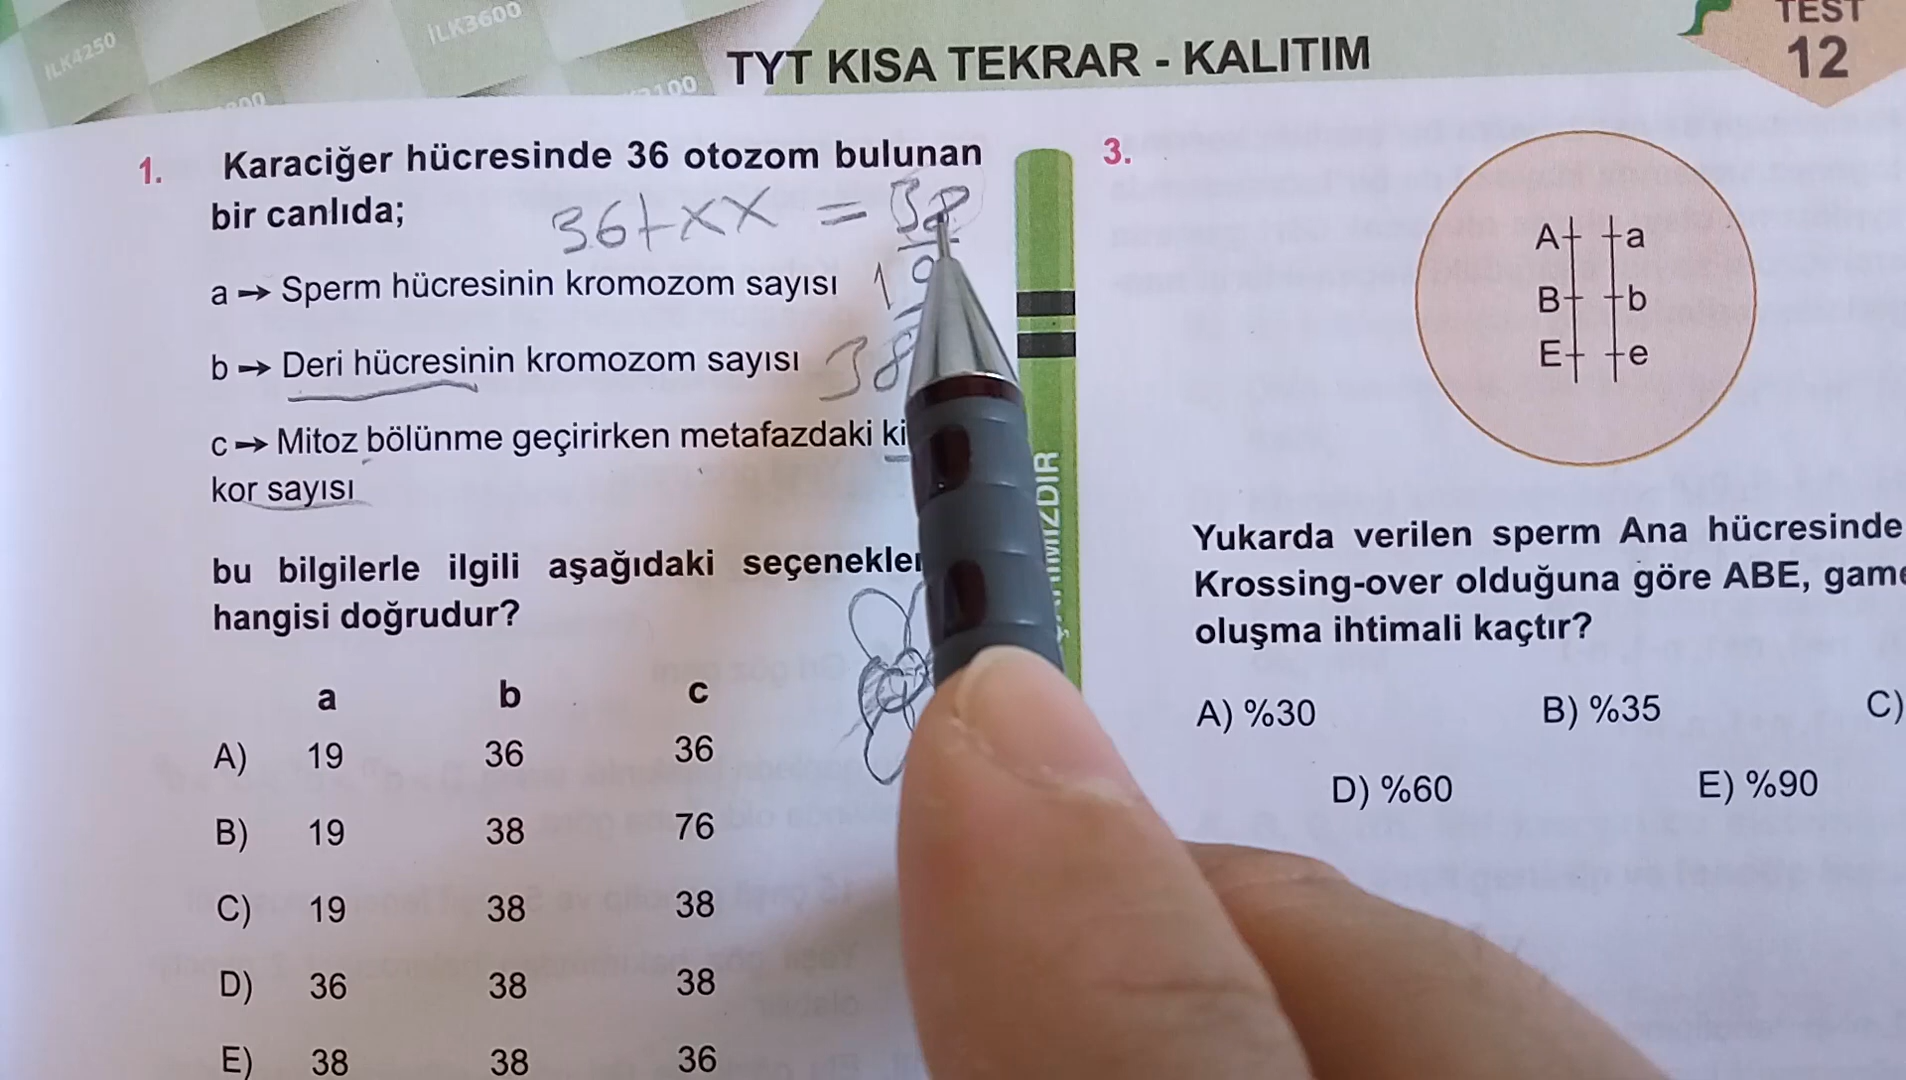 İLK4250
İLK3600
TYT KISA TEKRAR - KALITIM
TEST
12
1.
Karaciğer hücresinde 36 otozom bulunan
bir canlıda;
36+XX = 38
a → Sperm hücresinin kromozom sayısı
b → Deri hücresinin kromozom sayısı 38
c → Mitoz bölünme geçirirken metafazdaki ki
kor sayısı
bu bilgilerle ilgili aşağıdaki
hangisi doğrudur?
a b c
A) 19 36 36
B) 19 38 76
C) 19 38 38
D) 36 38 38
E) 38 38 36
3.
A a
B b
E e
Yukarda verilen sperm Ana hücresinde
Krossing-over olduğuna göre ABE, game
oluşma ihtimali kaçtır?
A) %30 B) %35 C)
D) %60 E) %90